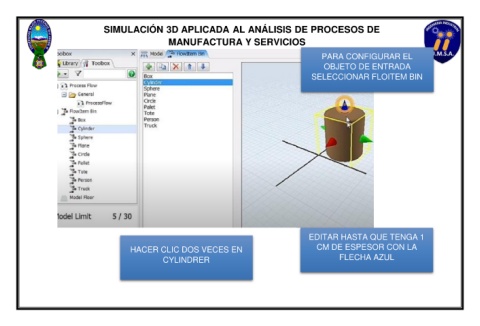 SIMULACIÓN 3D APLICADA AL ANÁLISIS DE PROCESOS DE
MANUFACTURA Y SERVICIOS
PARA CONFIGURAR EL
OBJETO DE ENTRADA
SELECCIONAR FLOITEM BIN
Toolbox
Library
Toolbox
Process Flow
General
ProcessFlow
FlowItem Bin
Box
Cylinder
Sphere
Plane
Circle
Pallet
Tote
Person
Truck
Model Floor
Model Limit 5 / 30
Model
FlowItem Bin
Box
Cylinder
Sphere
Plane
Circle
Pallet
Tote
Person
Truck
HACER CLIC DOS VECES EN
CYLINDRER
EDITAR HASTA QUE TENGA 1
CM DE ESPESOR CON LA
FLECHA AZUL